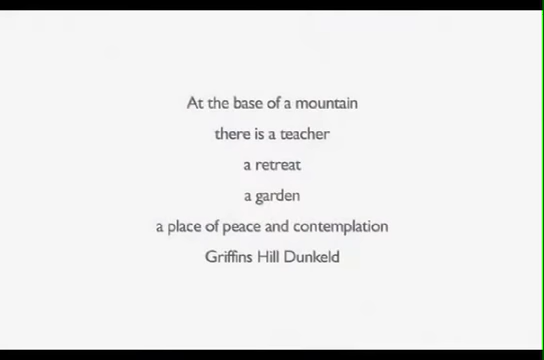 At the base of a mountain
there is a teacher
a retreat
a garden
a place of peace and contemplation
Griffins Hill Dunkeld